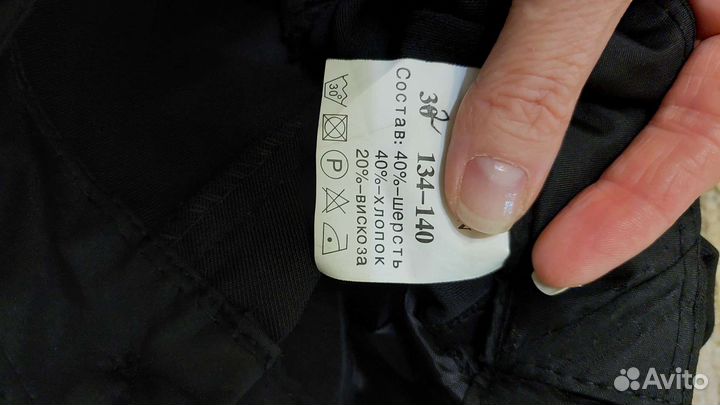 134–140
Состав: 40%–шерсть
40%–хлопок
20%–вискоза
30°
P
Avito